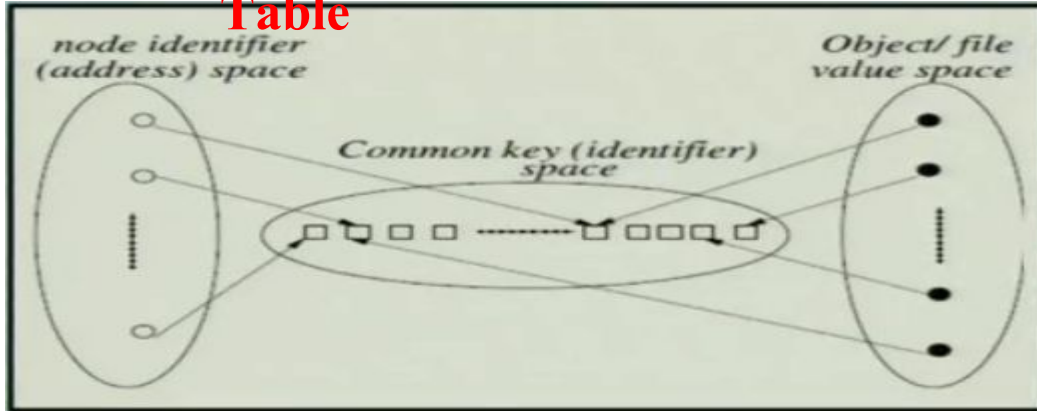 Table
node identifier
(address) space
Object/ file
value space
Common key (identifier)
space